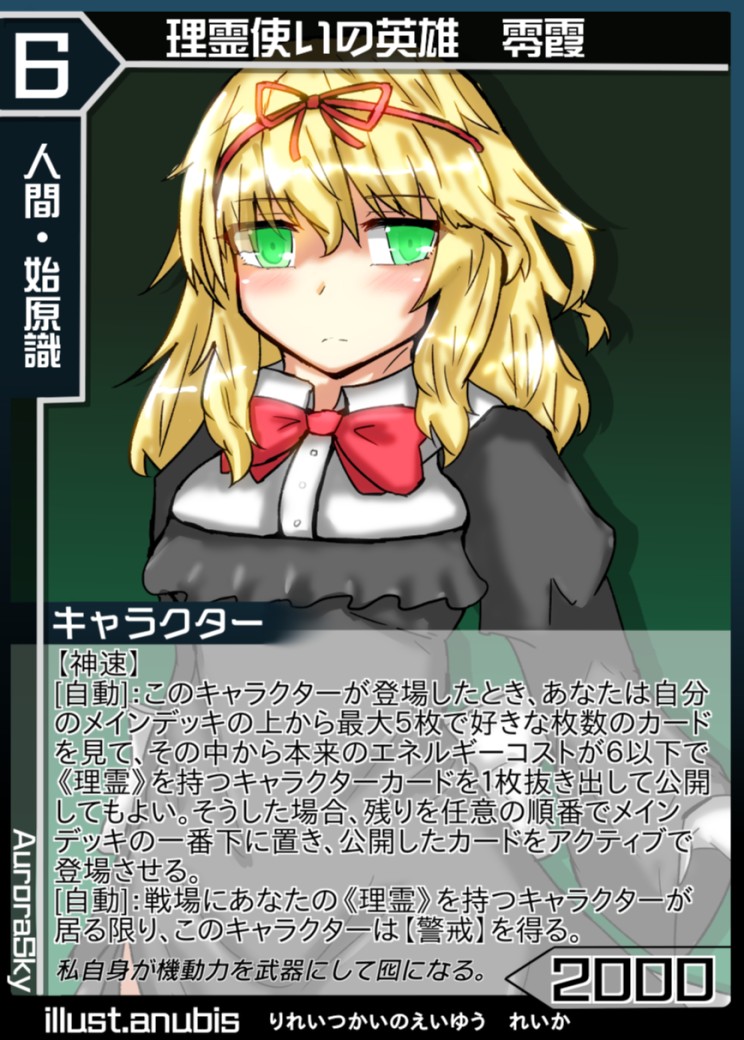 6
理霊使いの英雄　零霞
人間・始原識
キャラクター
【神速】
[自動]:このキャラクターが登場したとき、あなたは自分
のメインデッキの上から最大5枚で好きな枚数のカード
を見て、その中から本来のエネルギーコストが6以下で
《理霊》を持つキャラクターカードを1枚抜き出して公開
してもよい。そうした場合、残りを任意の順番でメイン
デッキの一番下に置き、公開したカードをアクティブで
登場させる。
[自動]:戦場にあなたの《理霊》を持つキャラクターが
居る限り、このキャラクターは【警戒】を得る。
私自身が機動力を武器にして囮になる。
2000
AuroraSky
illust.anubis　りれいつかいのえいゆう　れいか